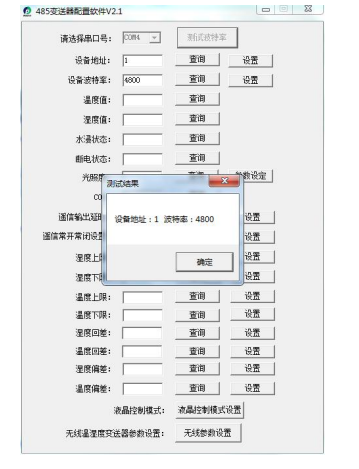 485变送器配置软件V2.1
请选择串口号: COM4 测试波特率
设备地址: 1 查询 设置
设备波特率: 4800 查询 设置
温度值: 查询
湿度值: 查询
水浸状态: 查询
断电状态: 查询
光照度 查询 参数设定
CO
遥信输出延时 设置
遥信常开常闭设置 设置
湿度上限 设置
湿度下限 设置
测试结果
设备地址:1 波特率:4800
确定
温度上限: 查询 设置
温度下限: 查询 设置
湿度回差: 查询 设置
温度回差: 查询 设置
湿度偏差: 查询 设置
温度偏差: 查询 设置
液晶控制模式: 液晶控制模式设置
无线温湿度变送器参数设置: 无线参数设置